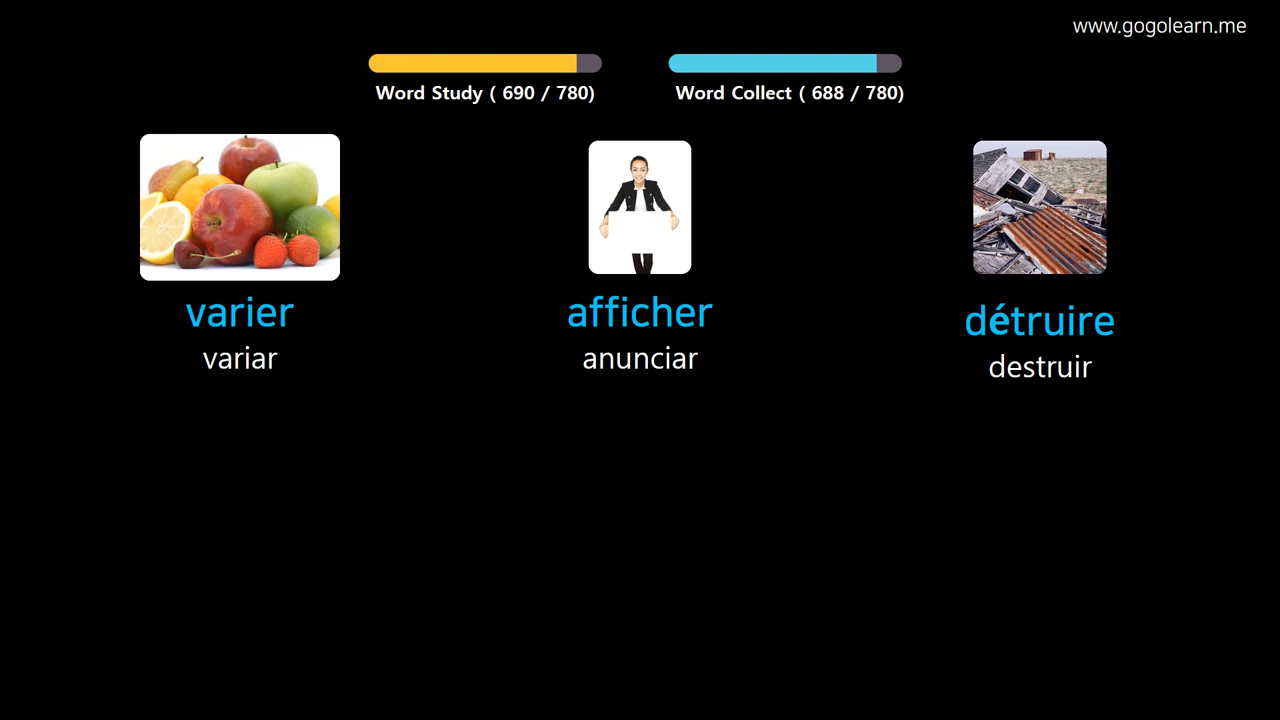 www.gogolearn.me
Word Study ( 690 / 780)
Word Collect ( 688 / 780)
varier
afficher
détruire
variar
anunciar
destruir